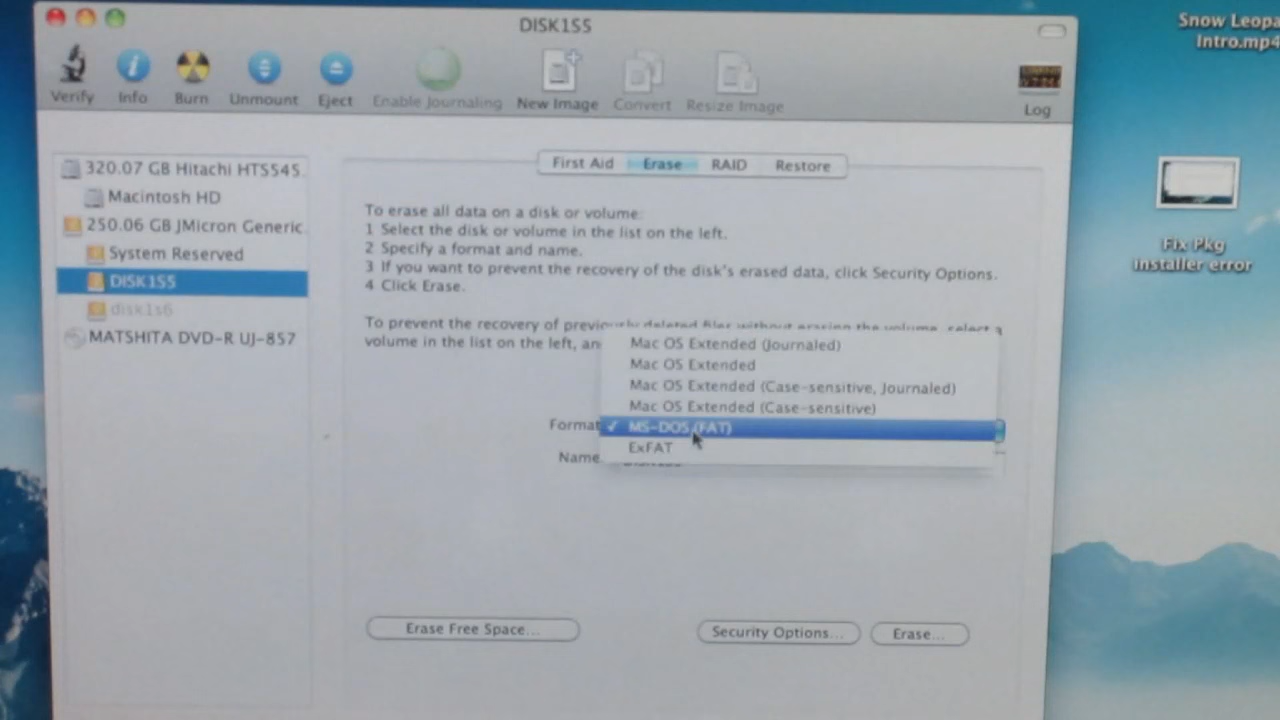 DISK1S5
Snow Leopa
Intro.mp4
Verify
Info
Burn
Unmount
Eject
Enable Journaling
New Image
Convert
Resize Image
Log
320.07 GB Hitachi HTS545
Macintosh HD
250.06 GB JMicron Generic
System Reserved
DISK1S5
disk1s6
MATSHITA DVD-R UJ-857
First Aid
Erase
RAID
Restore
To erase all data on a disk or volume:
1 Select the disk or volume in the list on the left.
2 Specify a format and name.
3 If you want to prevent the recovery of the disk's erased data, click Security Options.
4 Click Erase.
To prevent the recovery of previously deleted files without erasing the volume, select a
volume in the list on the left, an
Mac OS Extended (Journaled)
Mac OS Extended
Mac OS Extended (Case-sensitive, Journaled)
Mac OS Extended (Case-sensitive)
Format
✓ MS-DOS (FAT)
ExFAT
Name
Erase Free Space...
Security Options...
Erase...
Fix Pkg
installer error